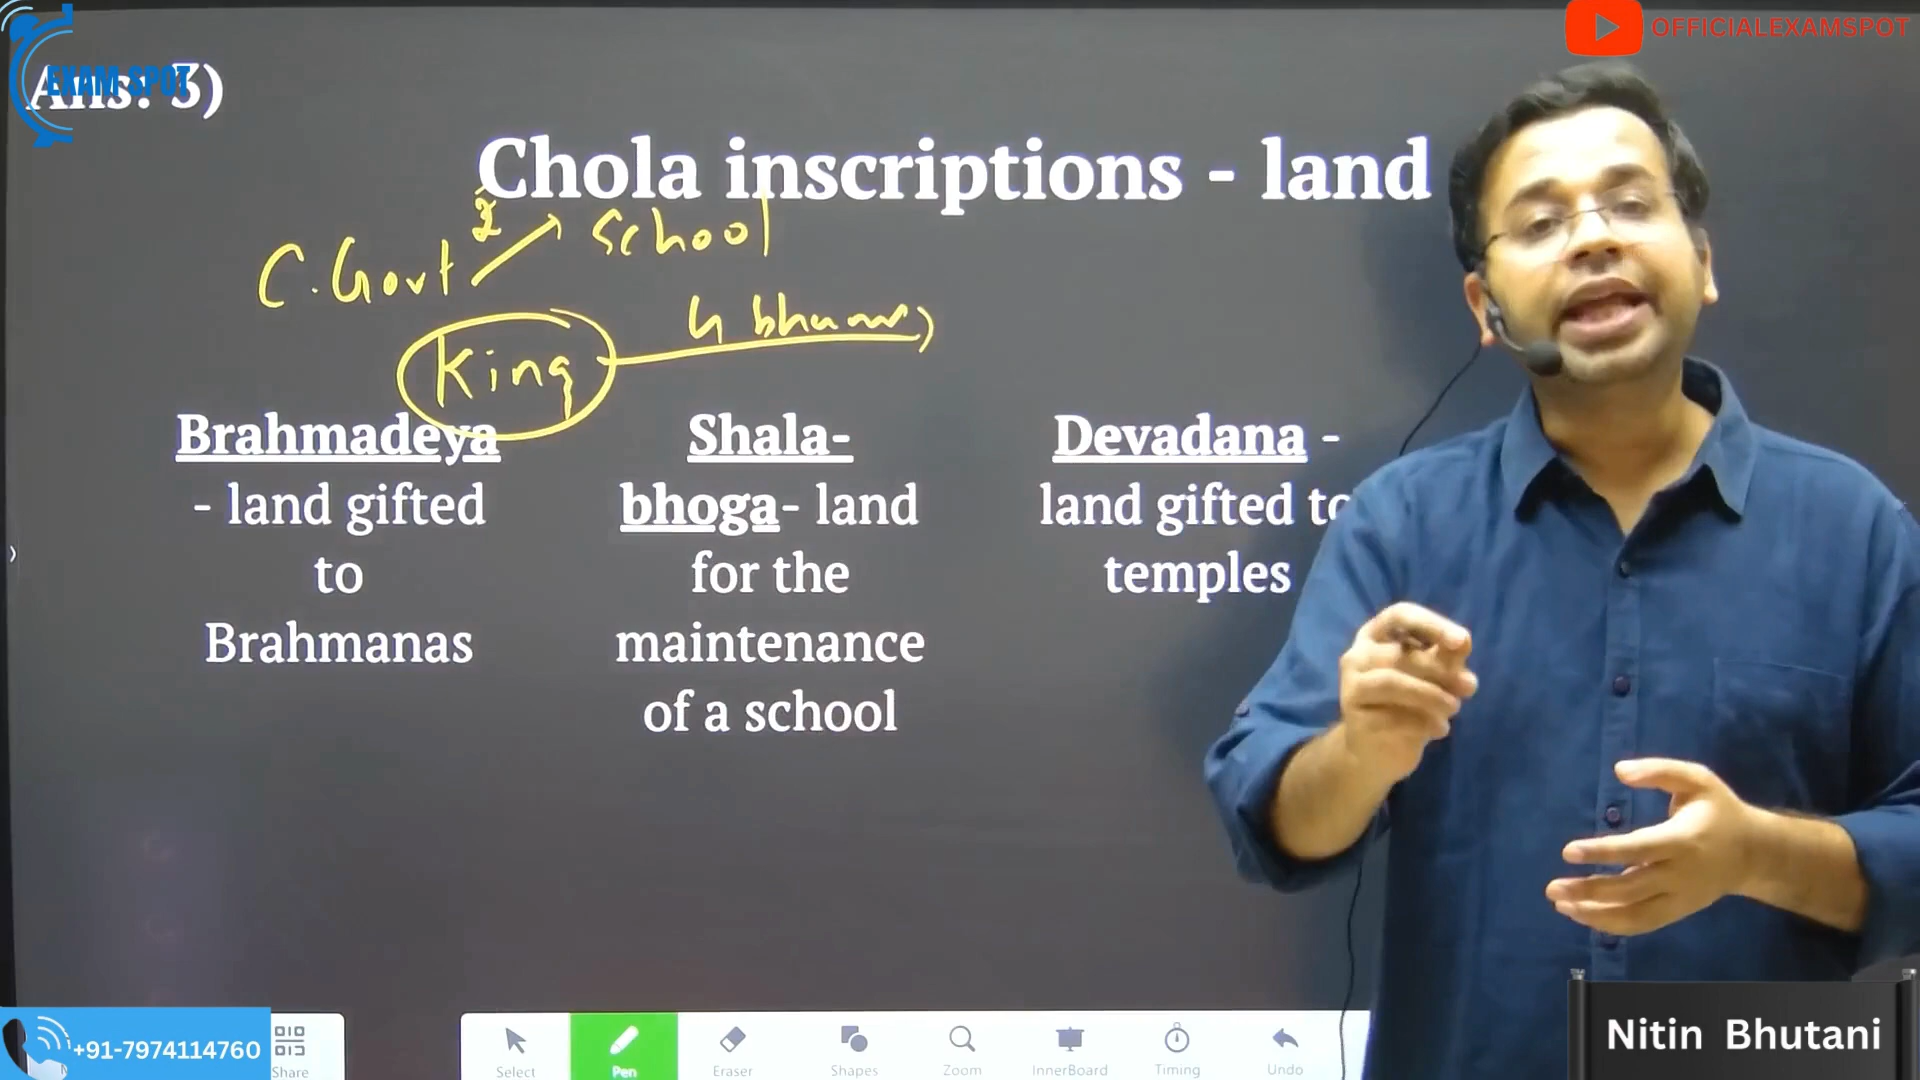 OFFICIALEXAMSPOT
EXAM SPOT
Ans: 3)
Chola inscriptions - land
C. Govt
School
King
Brahmadeya
- land gifted
to
Brahmanas
Shala-
bhoga- land
for the
maintenance
of a school
Devadana -
land gifted to
temples
+91-7974114760
Share
Select
Pen
Eraser
Shapes
Zoom
InnerBoard
Timing
Undo
Nitin Bhutani